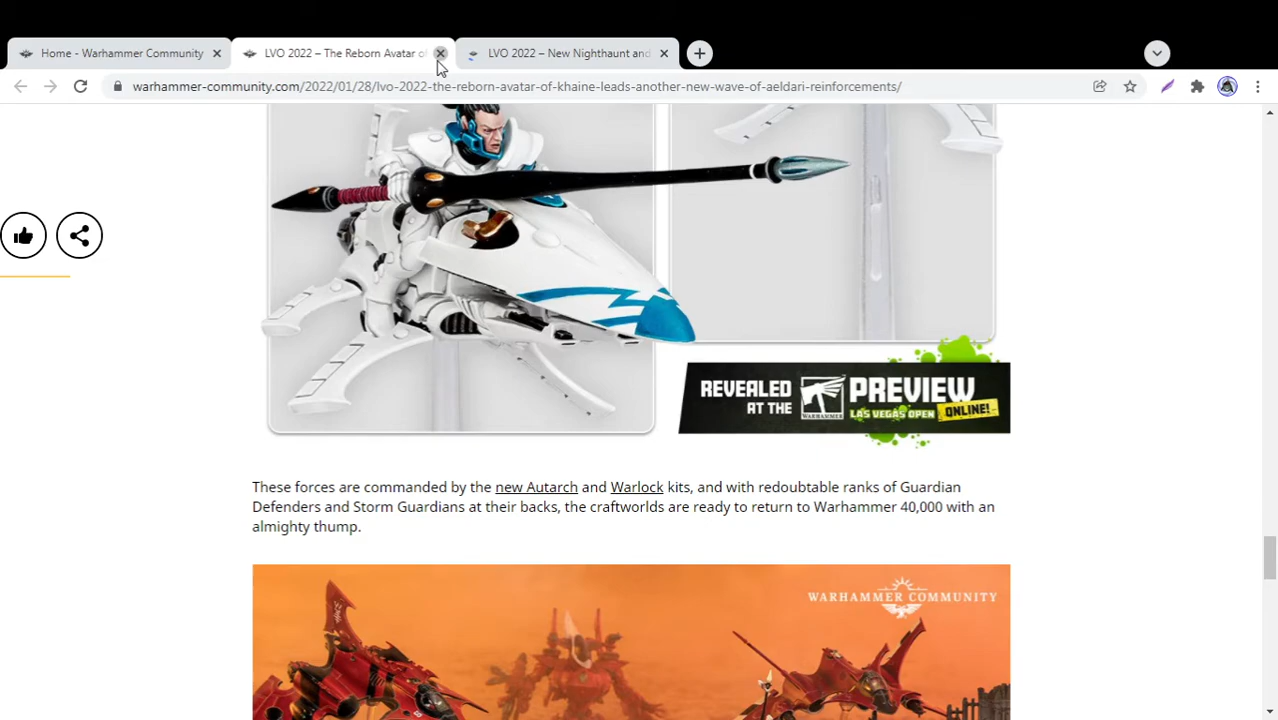 Home - Warhammer Community
LVO 2022 – The Reborn Avatar of
LVO 2022 – New Nighthaunt and
warhammer-community.com/2022/01/28/lvo-2022-the-reborn-avatar-of-khaine-leads-another-new-wave-of-aeldari-reinforcements/
REVEALED
AT THE
WARHAMMER
PREVIEW
LAS VEGAS OPEN ONLINE!
These forces are commanded by the new Autarch and Warlock kits, and with redoubtable ranks of Guardian
Defenders and Storm Guardians at their backs, the craftworlds are ready to return to Warhammer 40,000 with an
almighty thump.
WARHAMMER COMMUNITY